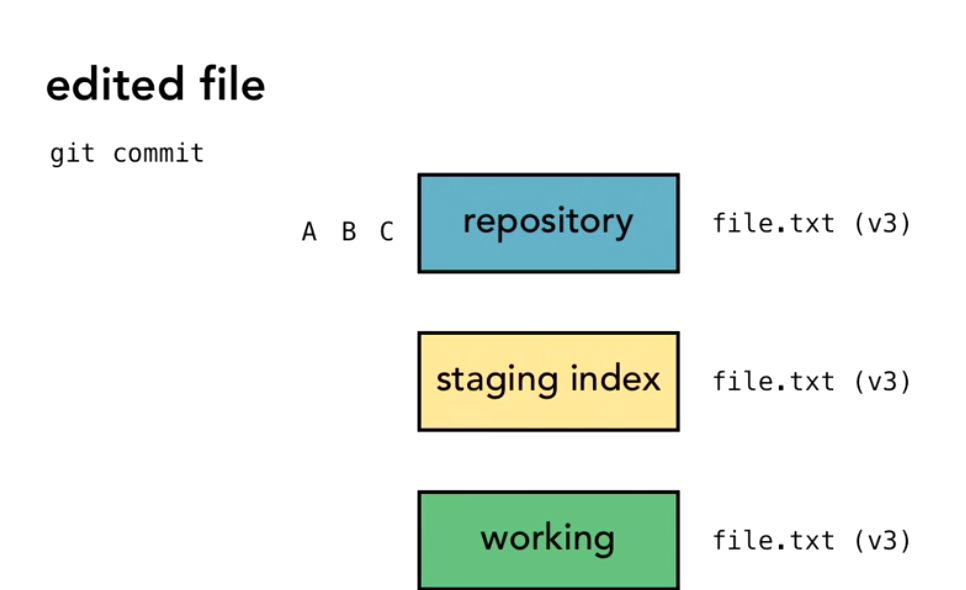 edited file
git commit
A B C
repository
file.txt (v3)
staging index
file.txt (v3)
working
file.txt (v3)